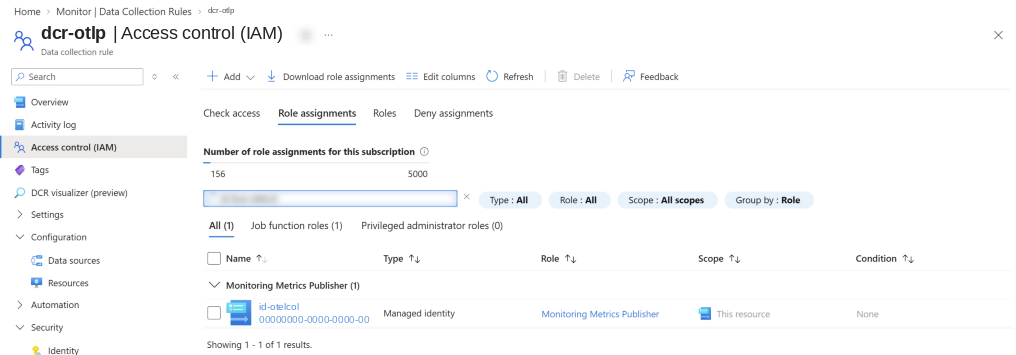 Home > Monitor | Data Collection Rules > dcr-otlp
dcr-otlp | Access control (IAM) ...
Data collection rule
Search
Add Download role assignments Edit columns Refresh Delete Feedback
Overview
Activity log
Access control (IAM)
Tags
DCR visualizer (preview)
Settings
Configuration
Data sources
Resources
Automation
Security
Identity
Check access Role assignments Roles Deny assignments
Number of role assignments for this subscription
156 5000
Type : All Role : All Scope : All scopes Group by : Role
All (1) Job function roles (1) Privileged administrator roles (0)
Name Type Role Scope Condition
Monitoring Metrics Publisher (1)
id-otelcol
00000000-0000-0000-00 Managed identity Monitoring Metrics Publisher This resource None
Showing 1 - 1 of 1 results.